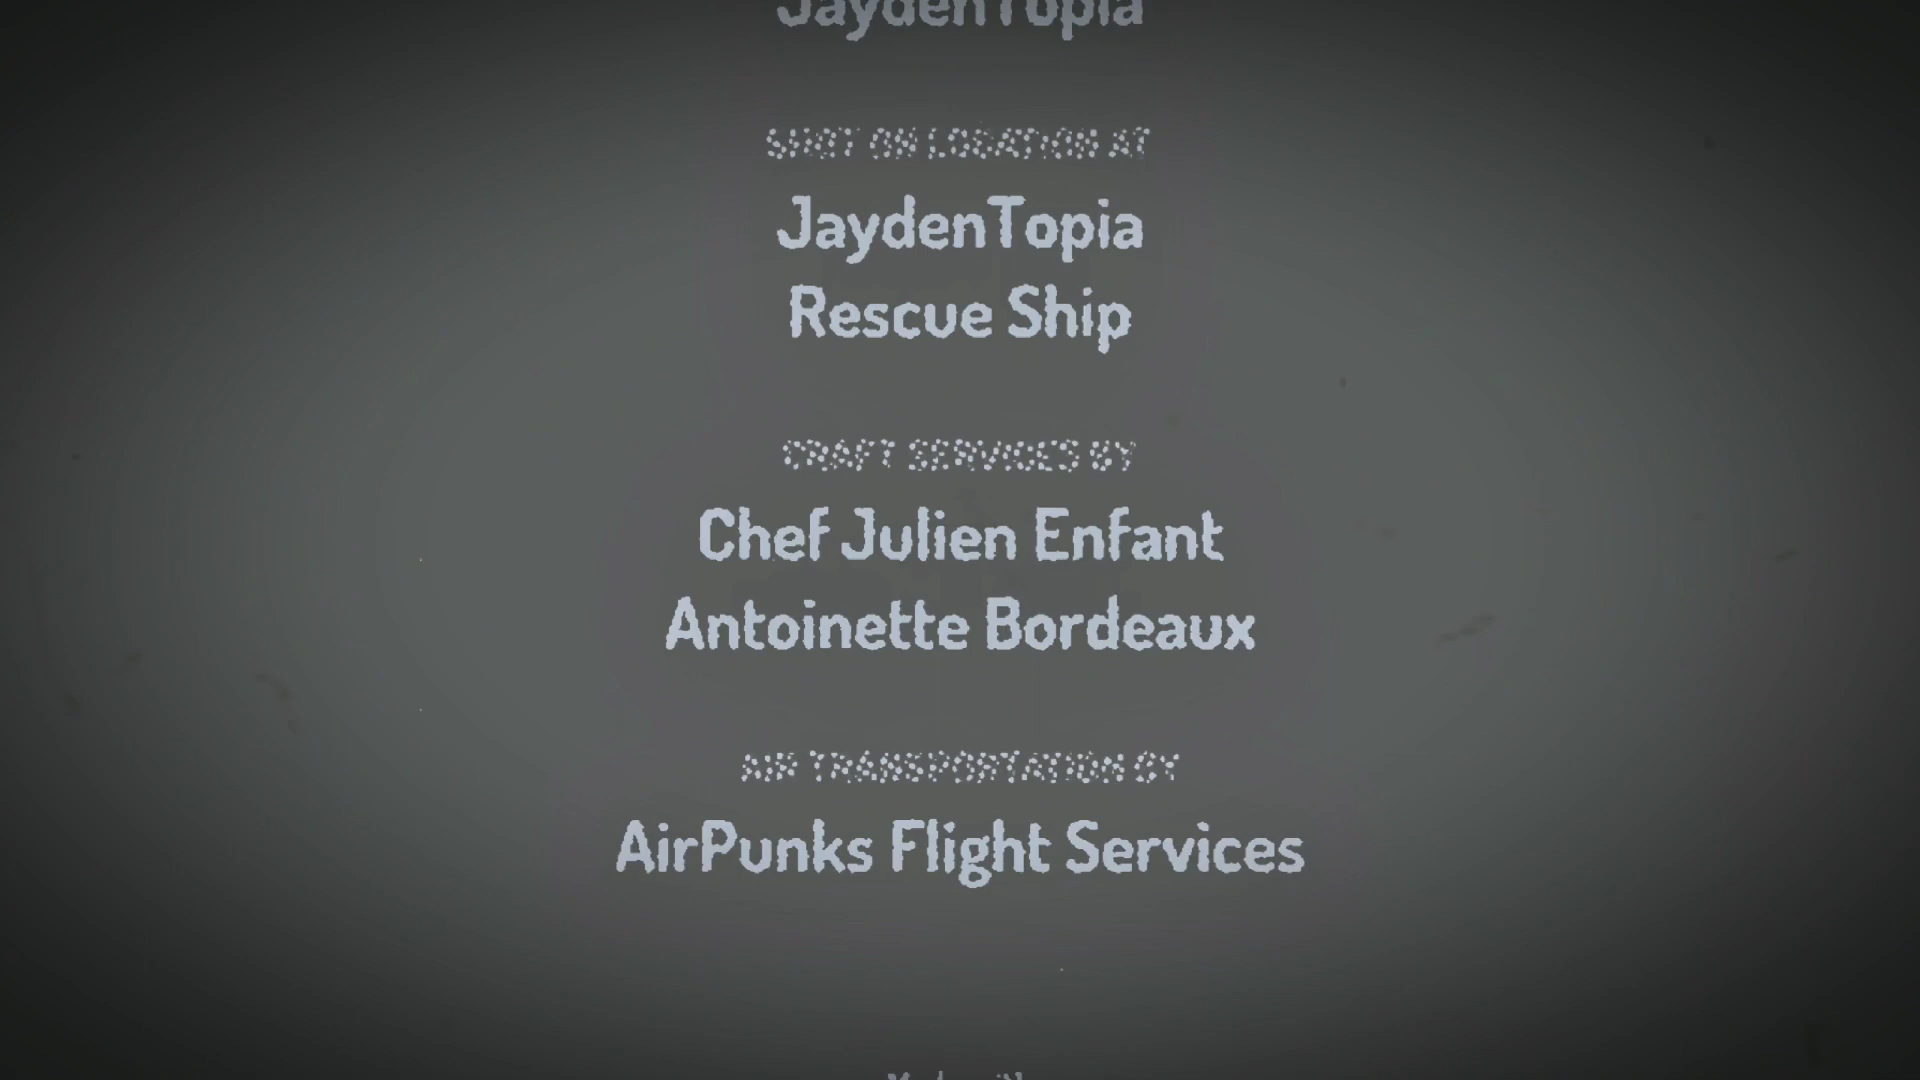 JaydenTopia
SHOT ON LOCATION AT
JaydenTopia
Rescue Ship
CRAFT SERVICES BY
Chef Julien Enfant
Antoinette Bordeaux
AIR TRANSPORTATION BY
AirPunks Flight Services